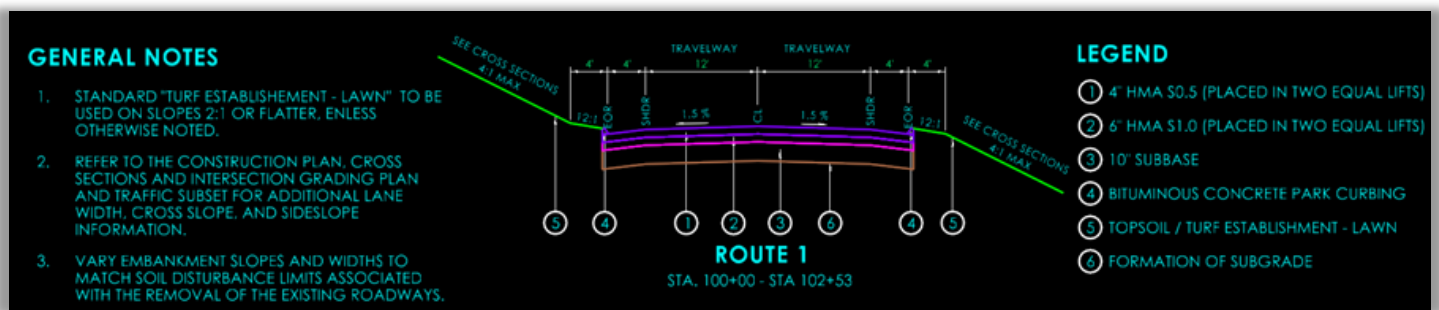 GENERAL NOTES
1. STANDARD "TURF ESTABLISHEMENT - LAWN" TO BE
USED ON SLOPES 2:1 OR FLATTER, ENLESS
OTHERWISE NOTED.
2. REFER TO THE CONSTRUCTION PLAN, CROSS
SECTIONS AND INTERSECTION GRADING PLAN
AND TRAFFIC SUBSET FOR ADDITIONAL LANE
WIDTH, CROSS SLOPE, AND SIDESLOPE
INFORMATION.
3. VARY EMBANKMENT SLOPES AND WIDTHS TO
MATCH SOIL DISTURBANCE LIMITS ASSOCIATED
WITH THE REMOVAL OF THE EXISTING ROADWAYS.
SEE CROSS SECTIONS
4:1 MAX
TRAVELWAY TRAVELWAY
4' 4' 12' 12' 4' 4'
12:1 EOR SHDR 1.5 % CL 1.5 % SHDR EOR 12:1
SEE CROSS SECTIONS
4:1 MAX
5 4 1 2 3 6 4 5
ROUTE 1
STA. 100+00 - STA 102+53
LEGEND
1 4" HMA S0.5 (PLACED IN TWO EQUAL LIFTS)
2 6" HMA S1.0 (PLACED IN TWO EQUAL LIFTS)
3 10" SUBBASE
4 BITUMINOUS CONCRETE PARK CURBING
5 TOPSOIL / TURF ESTABLISHMENT - LAWN
6 FORMATION OF SUBGRADE